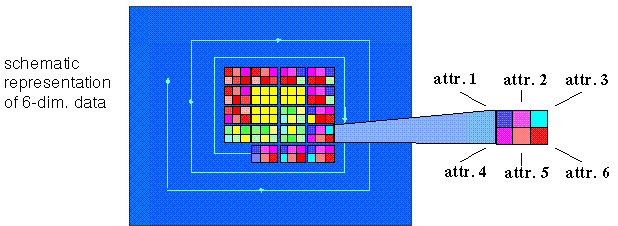 schematic
representation
of 6-dim. data
attr. 1
attr. 2
attr. 3
attr. 4
attr. 5
attr. 6